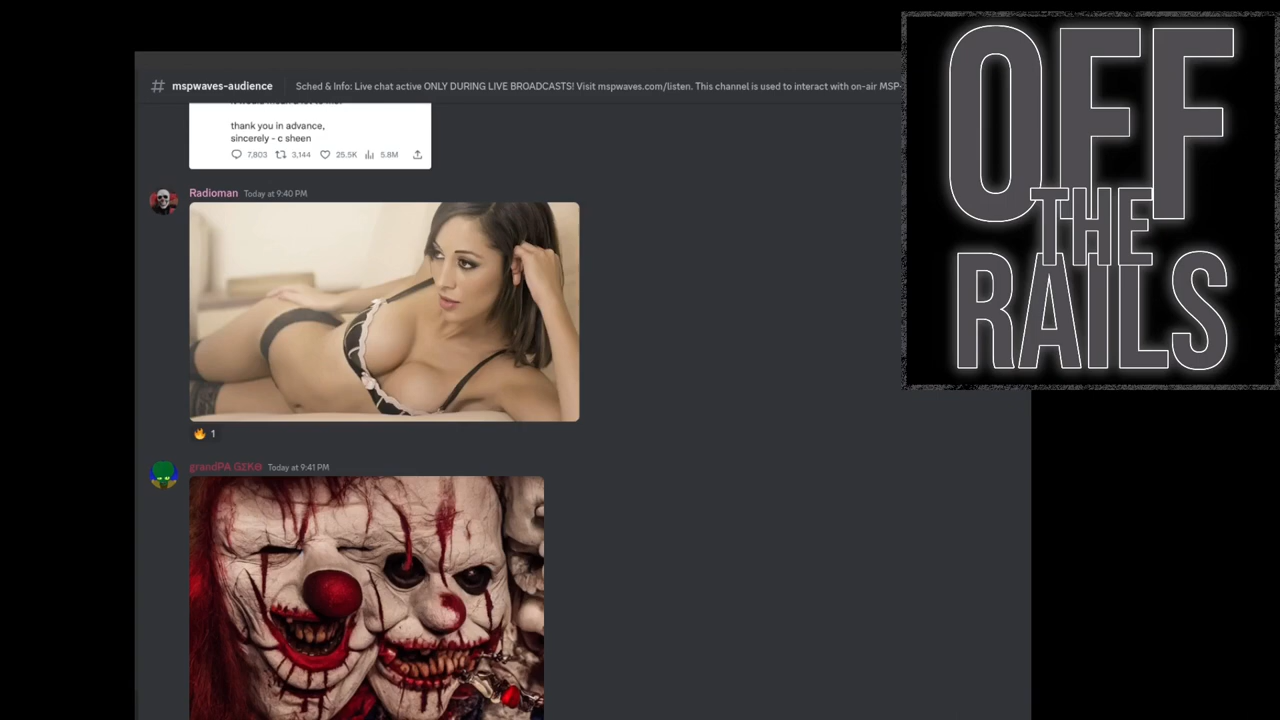 # mspwaves-audience
Sched & Info: Live chat active ONLY DURING LIVE BROADCASTS! Visit mspwaves.com/listen. This channel is used to interact with on-air MSP-
thank you in advance,
sincerely - c sheen
7,803 3,144 25.5K 5.8M
Radioman Today at 9:40 PM
1
grandPA GΣKΘ Today at 9:41 PM
OFF
THE
RAILS